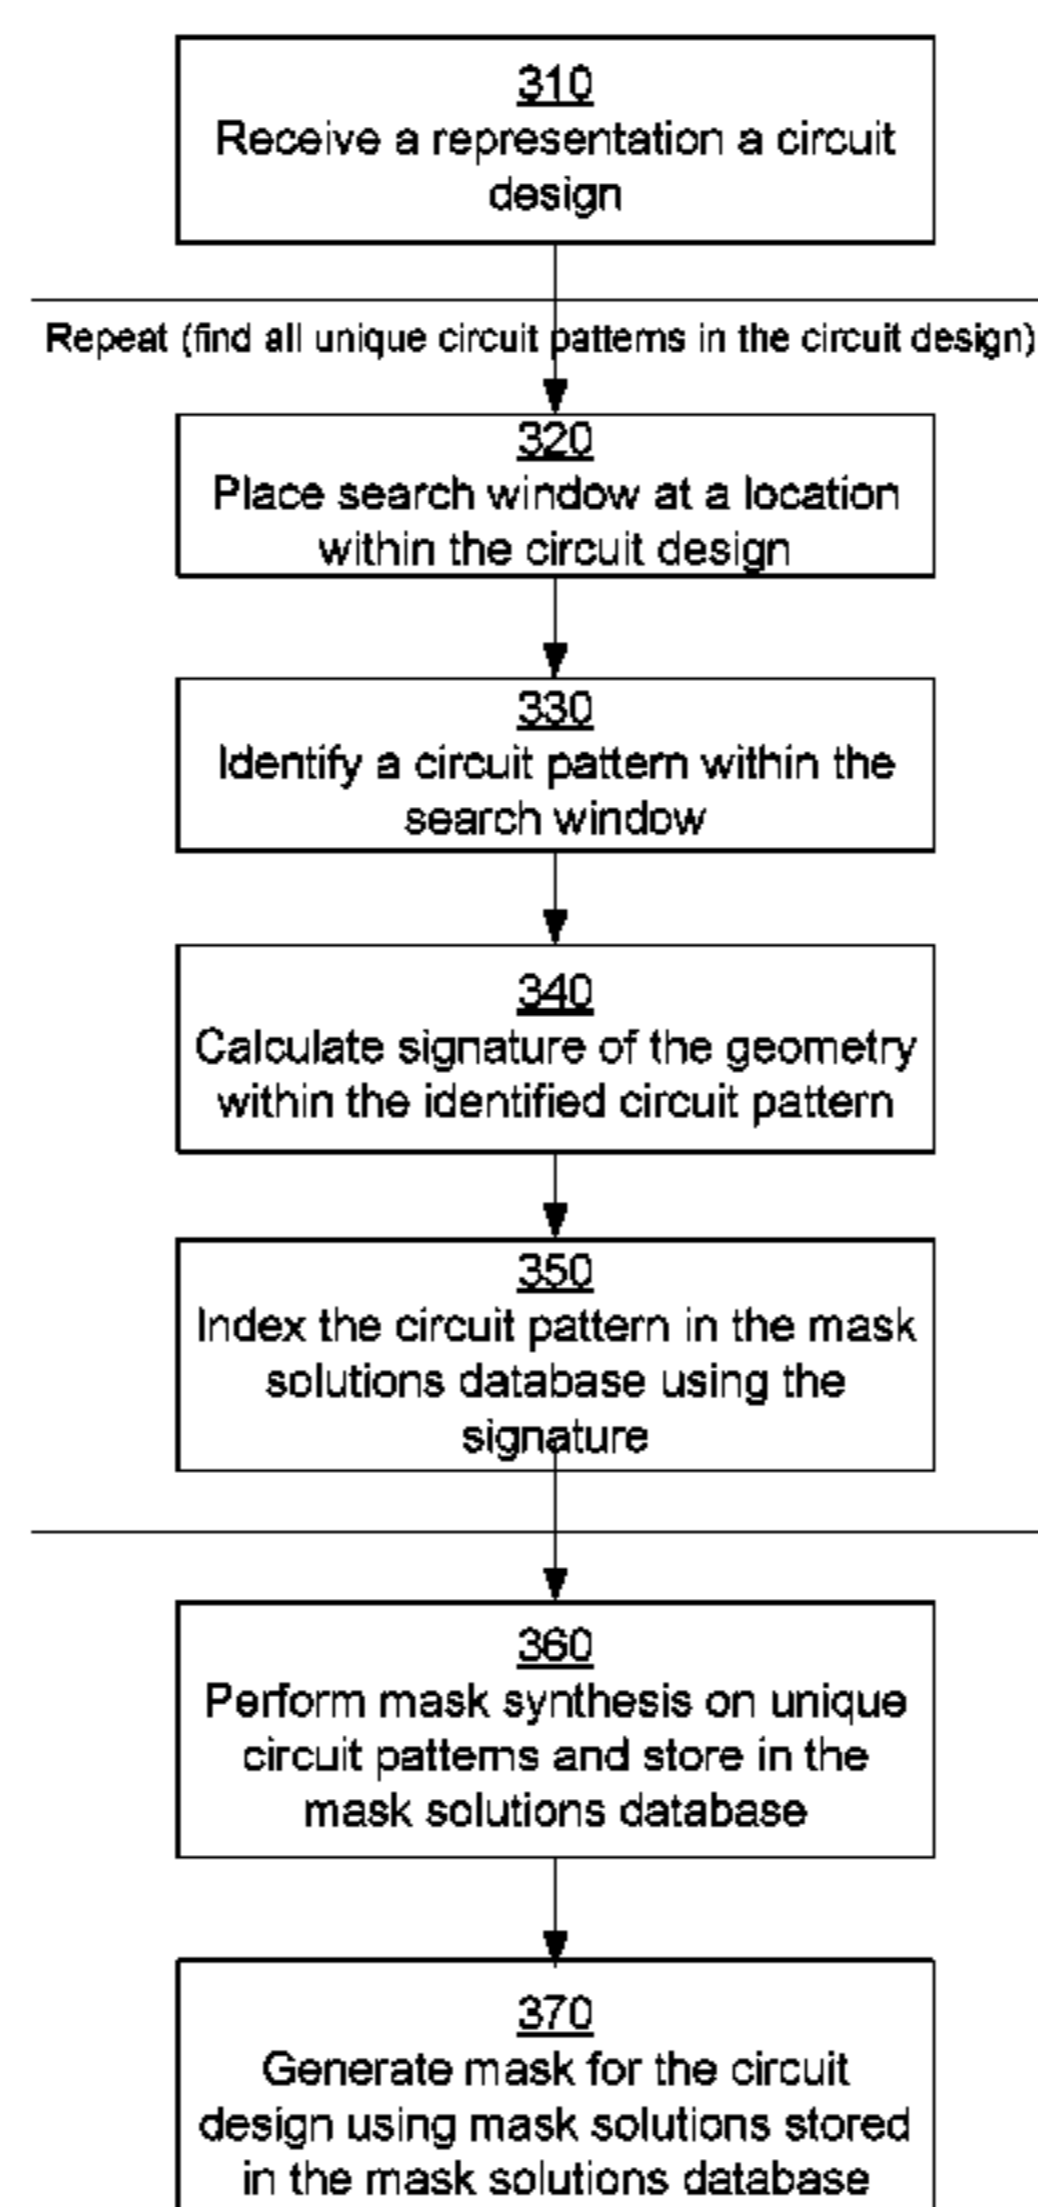 310
Receive a representation a circuit
design
Repeat (find all unique circuit patterns in the circuit design)
320
Place search window at a location
within the circuit design
330
Identify a circuit pattern within the
search window
340
Calculate signature of the geometry
within the identified circuit pattern
350
Index the circuit pattern in the mask
solutions database using the
signature
360
Perform mask synthesis on unique
circuit patterns and store in the
mask solutions database
370
Generate mask for the circuit
design using mask solutions stored
in the mask solutions database